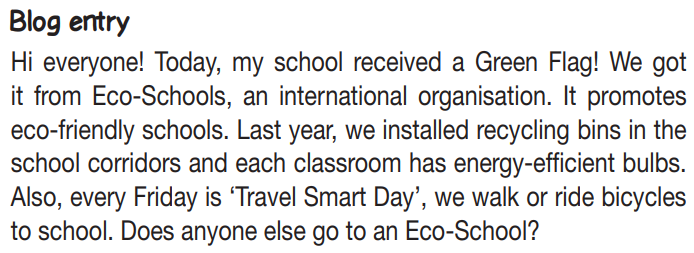 Blog entry
Hi everyone! Today, my school received a Green Flag! We got
it from Eco-Schools, an international organisation. It promotes
eco-friendly schools. Last year, we installed recycling bins in the
school corridors and each classroom has energy-efficient bulbs.
Also, every Friday is ‘Travel Smart Day’, we walk or ride bicycles
to school. Does anyone else go to an Eco-School?